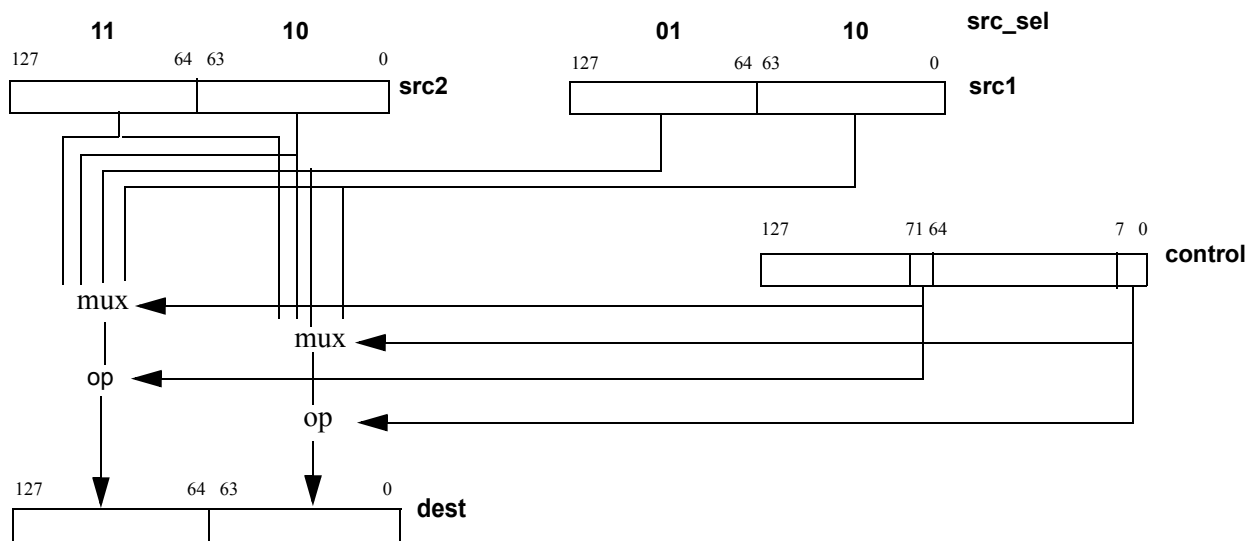 11 10 01 10 src_sel
127 64 63 0 127 64 63 0
src2 src1
127 71 64 7 0
control
mux
mux
op
op
127 64 63 0
dest